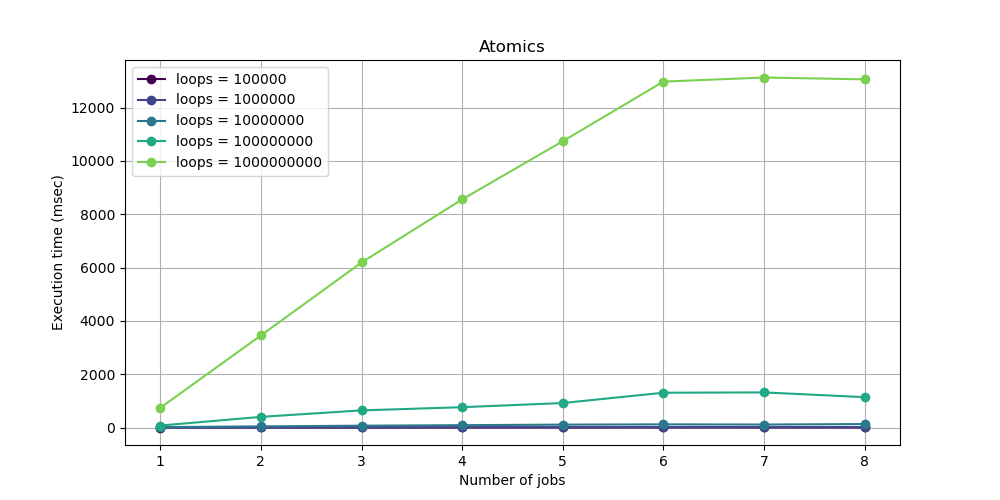 Atomics
loops = 100000
loops = 1000000
loops = 10000000
loops = 100000000
loops = 1000000000
Execution time (msec)
12000
10000
8000
6000
4000
2000
0
1 2 3 4 5 6 7 8
Number of jobs